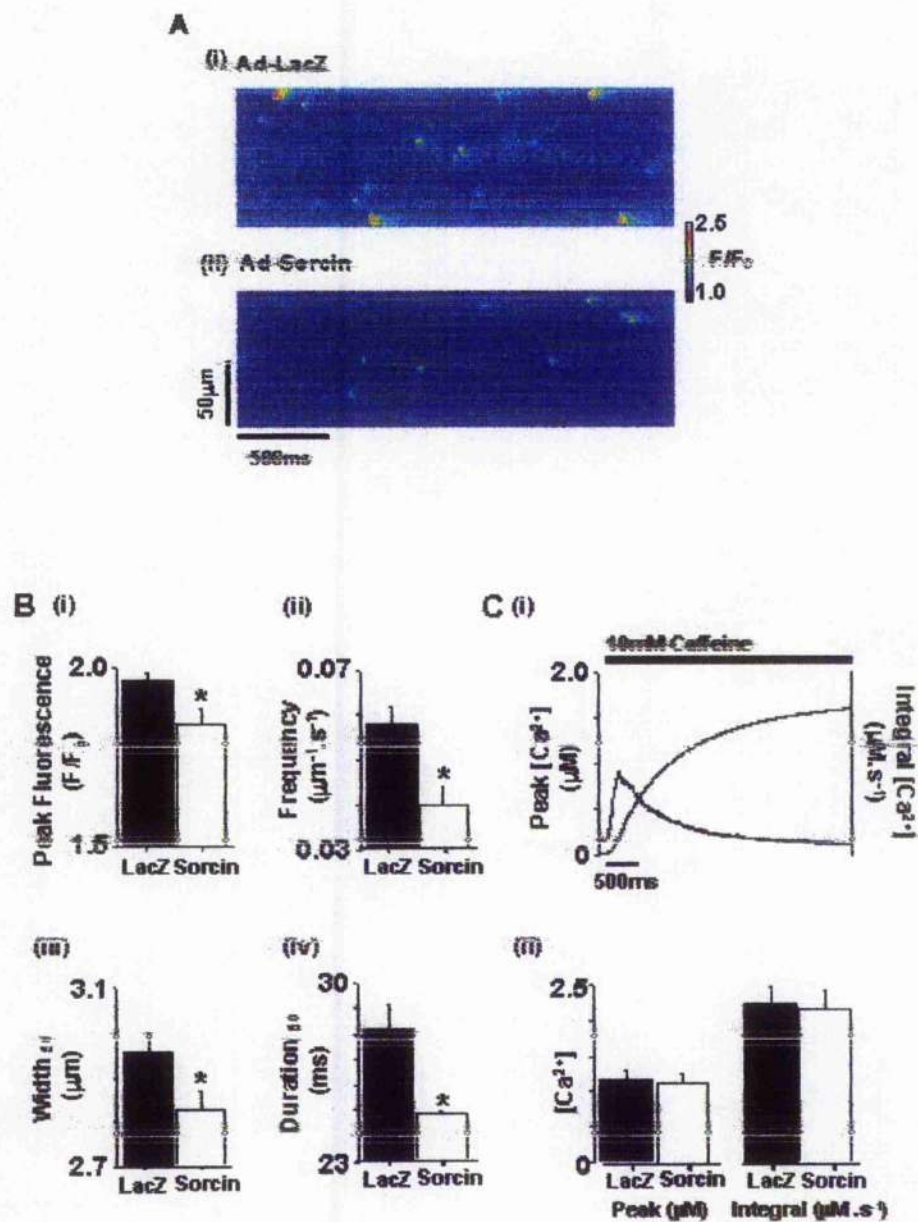 A
(i) Ad-LacZ
2.5
F/F₀
1.0
(ii) Ad-Sorcin
50µm
500ms
B (i)
Peak Fluorescence
(F/F₀)
2.0
1.5
*
LacZ Sorcin
(ii)
Frequency
(µm⁻¹.s⁻¹)
0.07
0.03
*
LacZ Sorcin
C (i)
10mM Caffeine
Peak [Ca²⁺]
(µM)
2.0
0
Integral [Ca²⁺]
(µM.s⁻¹)
500ms
(iii)
Width ₅₀
(µm)
3.1
2.7
*
LacZ Sorcin
(iv)
Duration ₅₀
(ms)
30
23
*
LacZ Sorcin
(ii)
[Ca²⁺]
2.5
0
LacZ Sorcin LacZ Sorcin
Peak (µM) Integral (µM.s⁻¹)